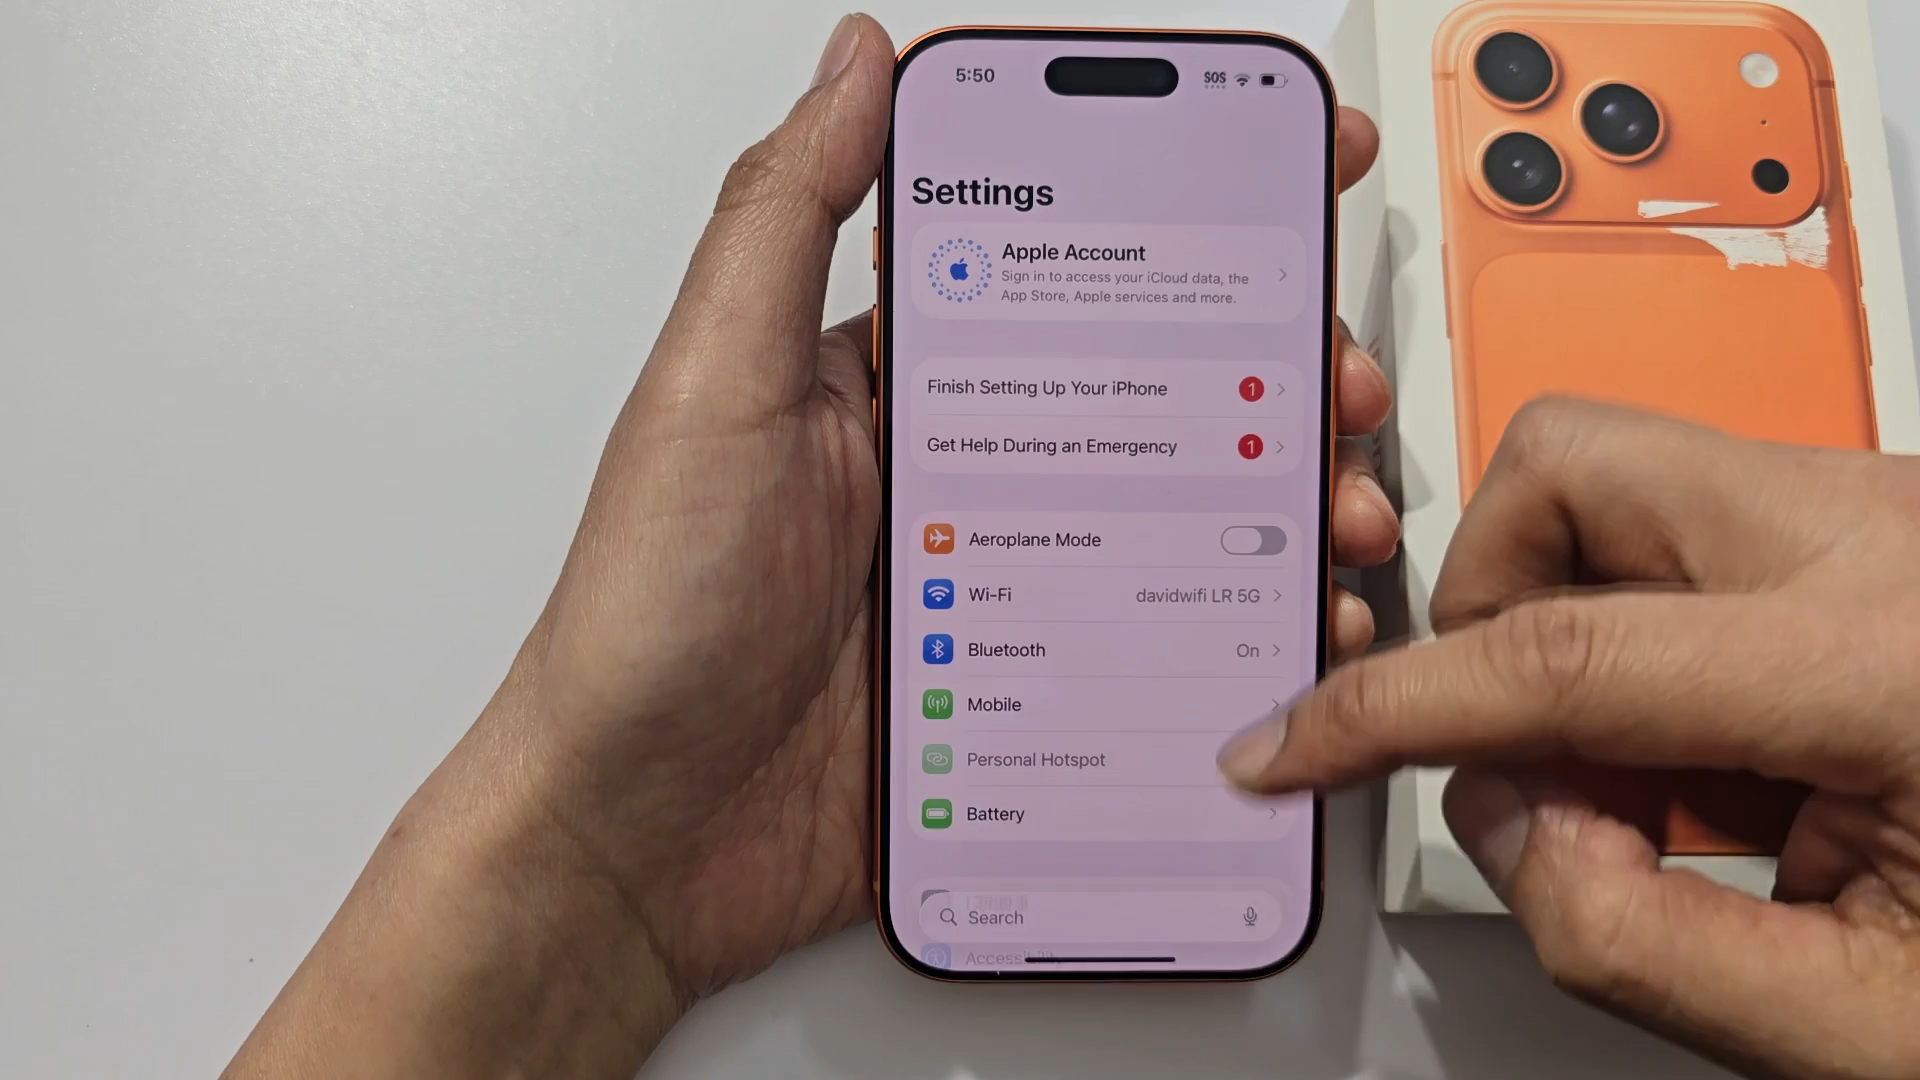 5:50
SOS
Settings
Apple Account
Sign in to access your iCloud data, the
App Store, Apple services and more.
Finish Setting Up Your iPhone 1
Get Help During an Emergency 1
Aeroplane Mode
Wi-Fi davidwifi LR 5G
Bluetooth On
Mobile
Personal Hotspot
Battery
Search